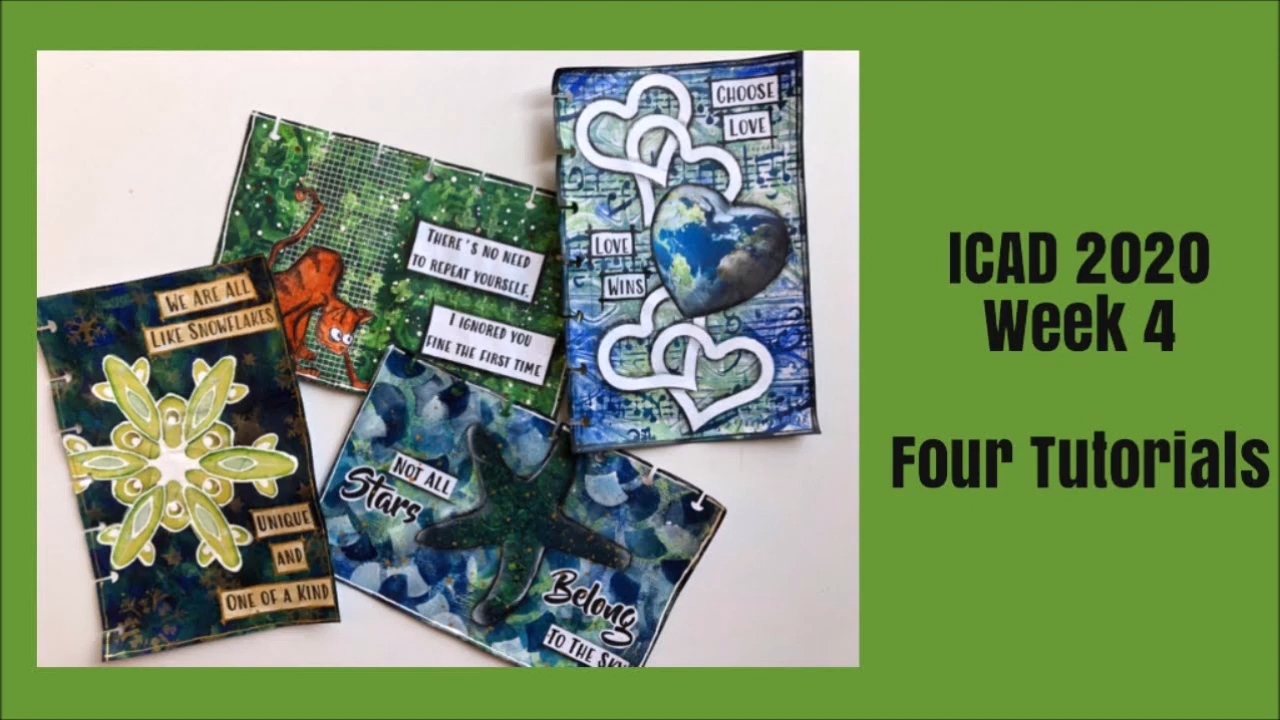 ICAD 2020
Week 4
Four Tutorials
CHOOSE
LOVE
LOVE
WINS
THERE'S NO NEED
TO REPEAT YOURSELF.
I IGNORED YOU
FINE THE FIRST TIME
WE ARE ALL
LIKE SNOWFLAKES
UNIQUE
AND
ONE OF A KIND
NOT ALL
Stars
Belong
TO THE